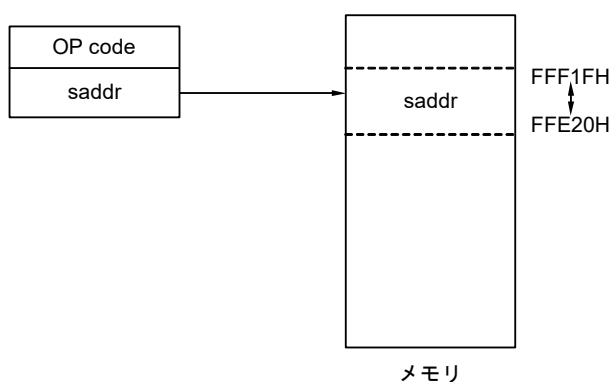 OP code
saddr
saddr
FFF1FH
FFE20H
メモリ